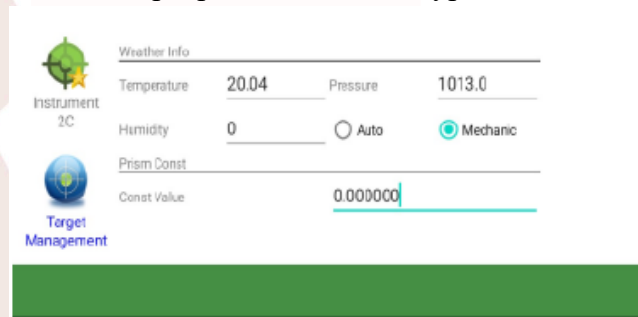 Weather Info
Temperature 20.04 Pressure 1013.0
Instrument
2C
Humidity 0 Auto Mechanic
Prism Const
Const Value 0.000000
Target
Management